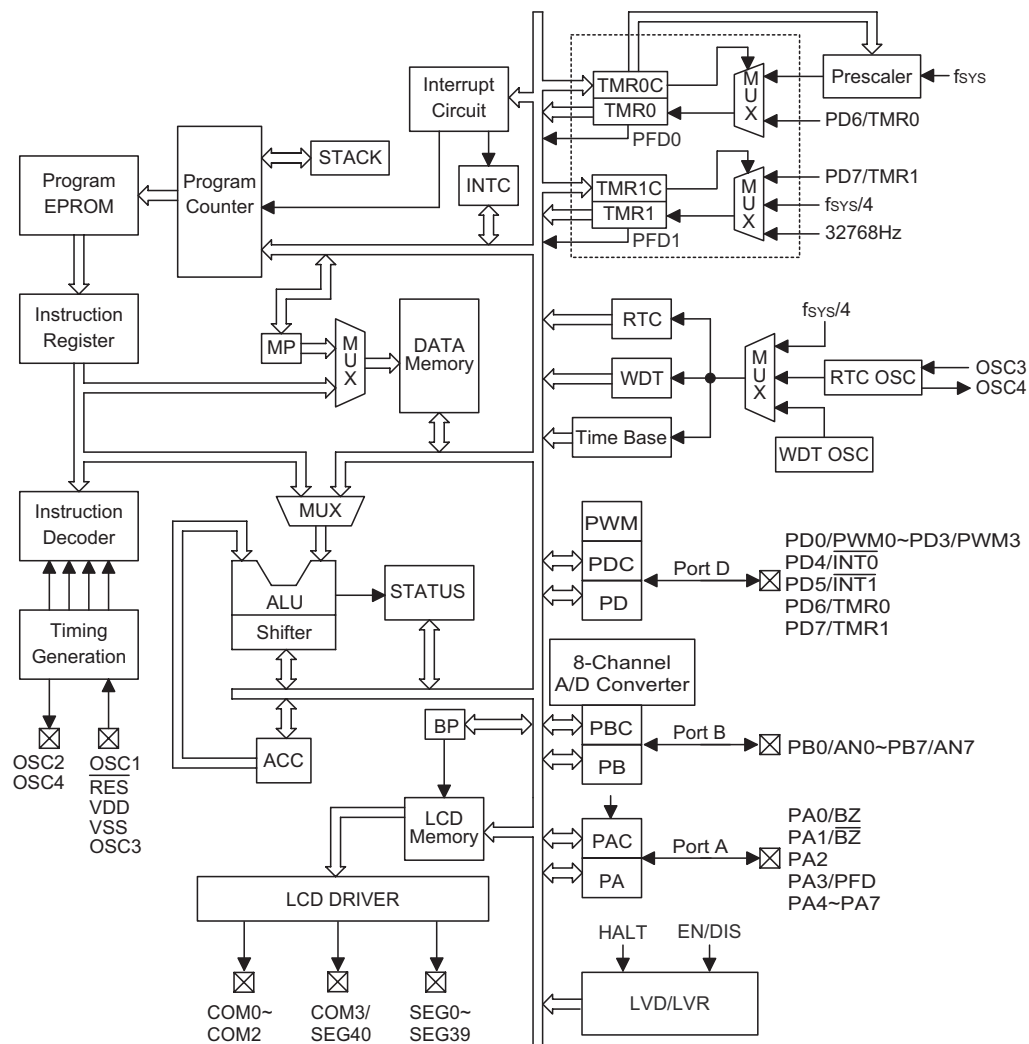 Interrupt
Circuit
STACK
INTC
Program
EPROM
Program
Counter
Instruction
Register
MP
MUX
DATA
Memory
Instruction
Decoder
MUX
ALU
Shifter
STATUS
Timing
Generation
OSC2
OSC4
OSC1
RES
VDD
VSS
OSC3
ACC
BP
LCD
Memory
LCD DRIVER
COM0~
COM2
COM3/
SEG40
SEG0~
SEG39
TMR0C
TMR0
PFD0
MUX
Prescaler
fSYS
PD6/TMR0
TMR1C
TMR1
PFD1
MUX
PD7/TMR1
fSYS/4
32768Hz
RTC
WDT
Time Base
MUX
fSYS/4
RTC OSC
OSC3
OSC4
WDT OSC
PWM
PDC
PD
Port D
PD0/PWM0~PD3/PWM3
PD4/INT0
PD5/INT1
PD6/TMR0
PD7/TMR1
8-Channel
A/D Converter
PBC
PB
Port B
PB0/AN0~PB7/AN7
PAC
PA
Port A
PA0/BZ
PA1/BZ
PA2
PA3/PFD
PA4~PA7
HALT
EN/DIS
LVD/LVR